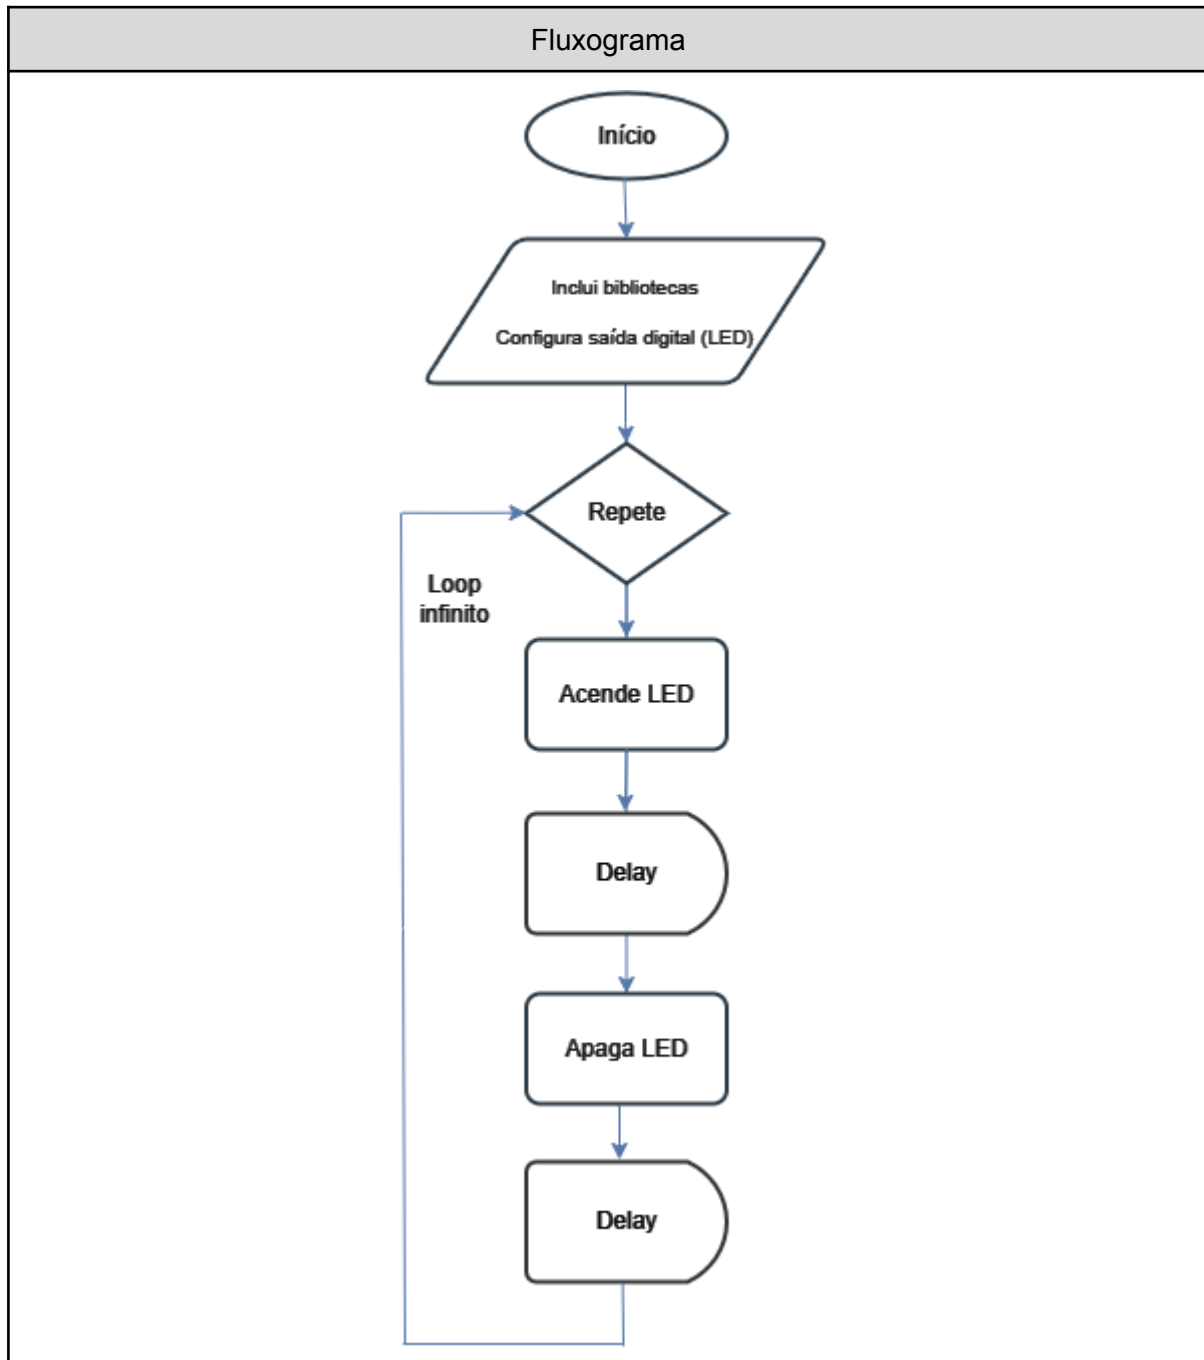 Fluxograma
Início
Inclui bibliotecas
Configura saída digital (LED)
Repete
Loop
infinito
Acende LED
Delay
Apaga LED
Delay